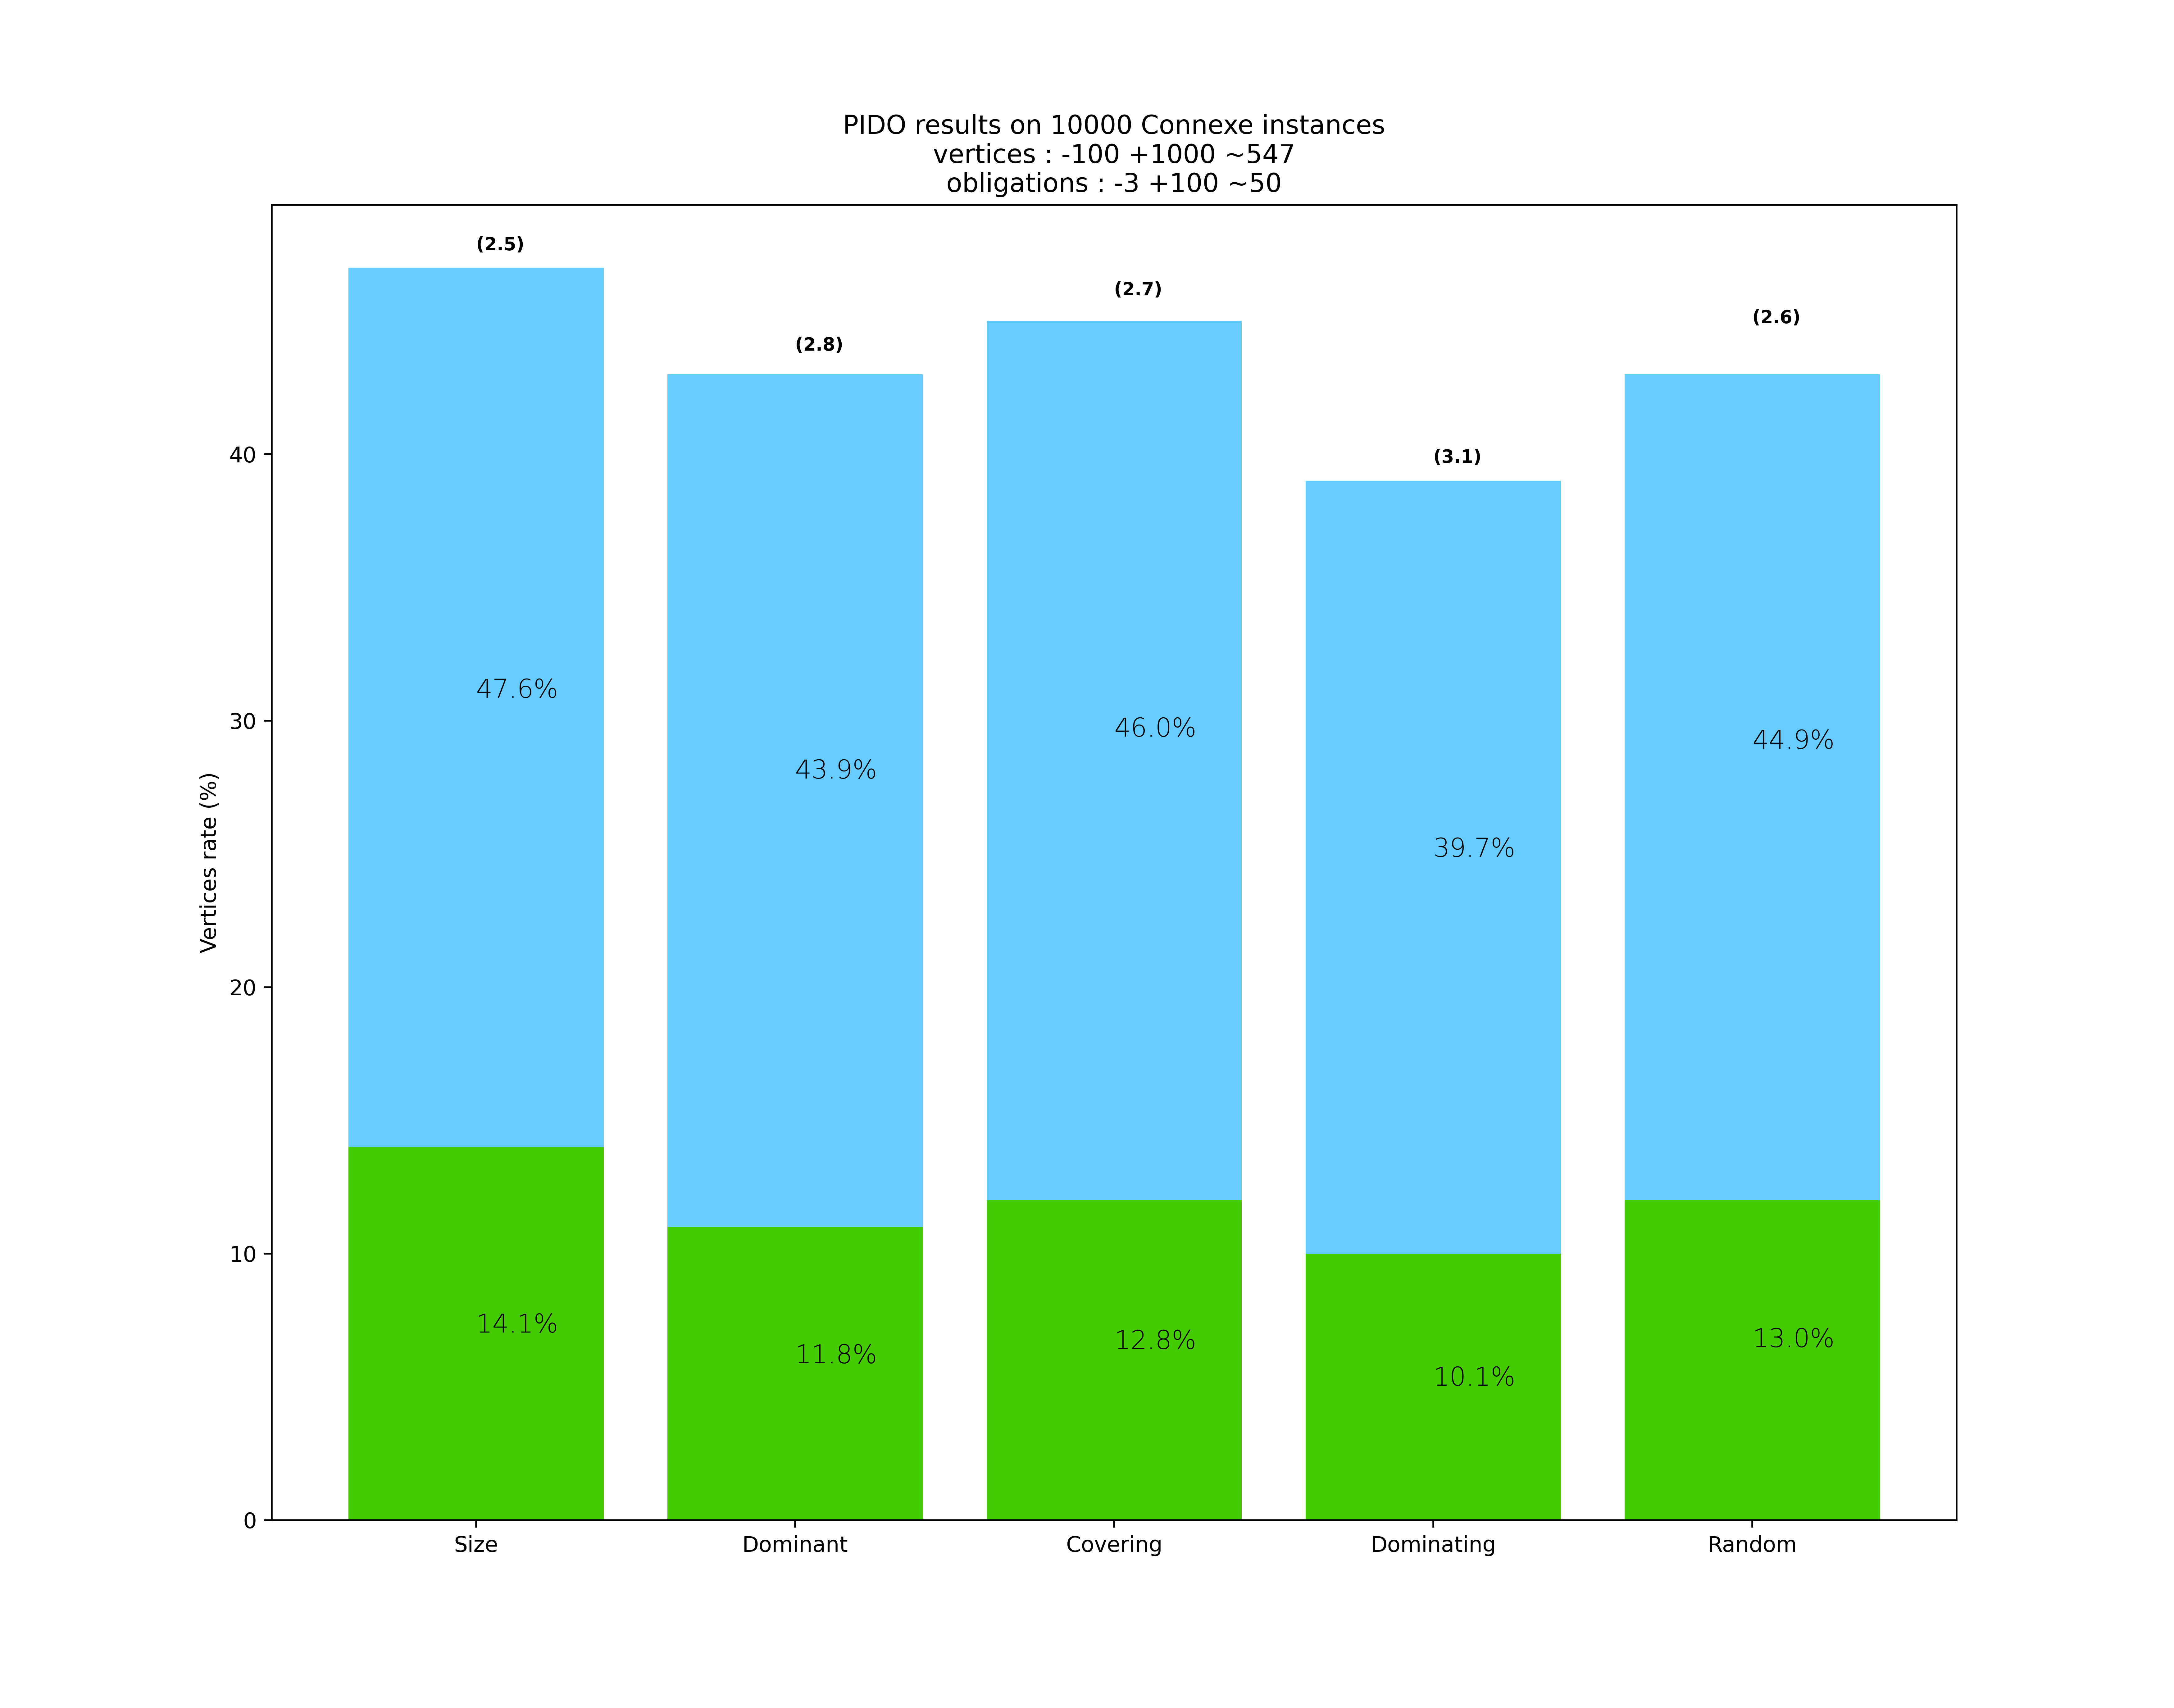 PIDO results on 10000 Connexe instances
vertices : -100 +1000 ~547
obligations : -3 +100 ~50
(2.5)
(2.7)
(2.6)
(2.8)
(3.1)
40
30
20
10
0
Vertices rate (%)
47.6%
43.9%
46.0%
39.7%
44.9%
14.1%
11.8%
12.8%
10.1%
13.0%
Size
Dominant
Covering
Dominating
Random